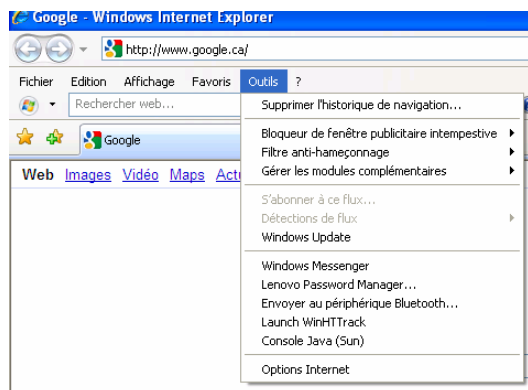 Google - Windows Internet Explorer
http://www.google.ca/
Fichier Edition Affichage Favoris Outils ?
Rechercher web...
Google
Web Images Vidéo Maps
Supprimer l'historique de navigation...
Bloqueur de fenêtre publicitaire intempestive
Filtre anti-hameçonnage
Gérer les modules complémentaires
S'abonner à ce flux...
Détections de flux
Windows Update
Windows Messenger
Lenovo Password Manager...
Envoyer au périphérique Bluetooth...
Launch WinHTTrack
Console Java (Sun)
Options Internet